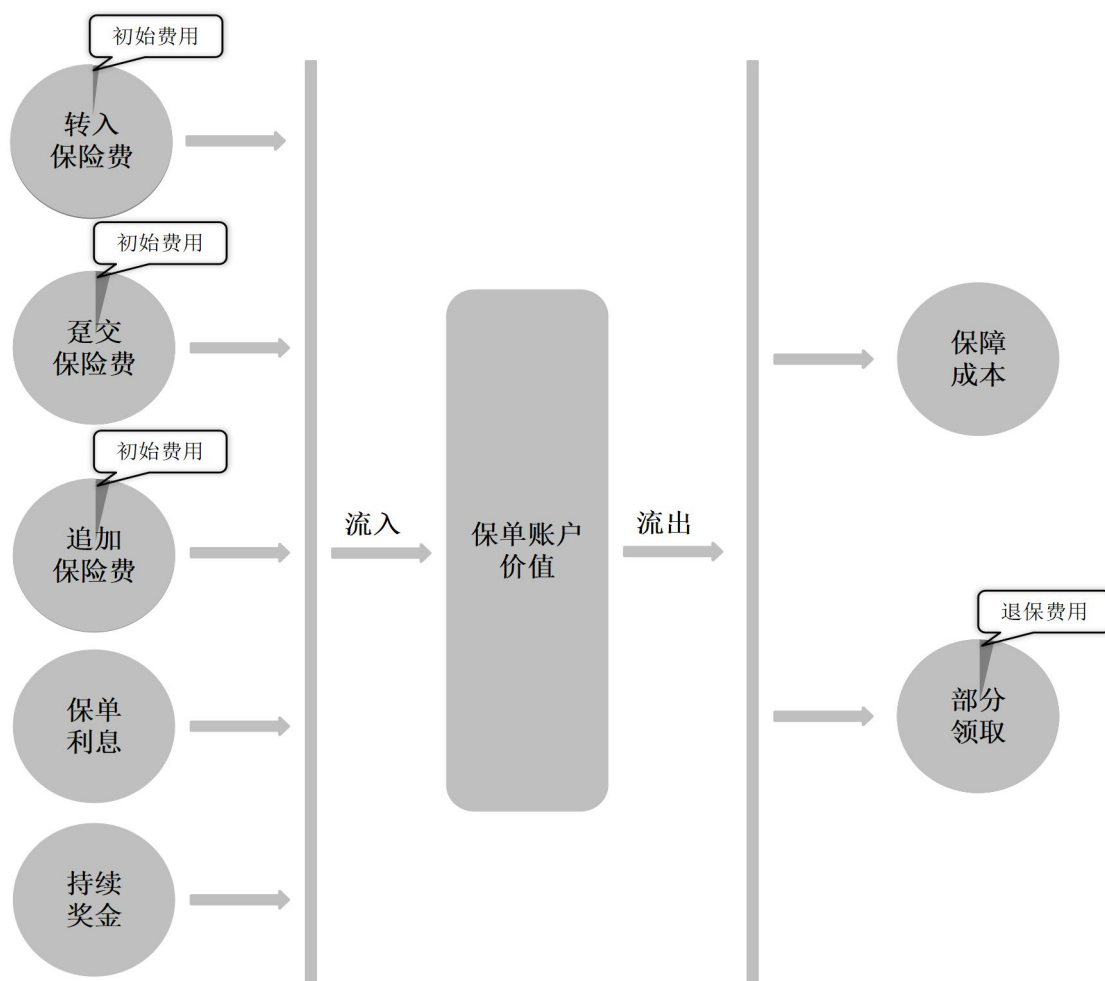 初始费用
转入
保险费
初始费用
趸交
保险费
初始费用
追加
保险费
保单
利息
持续
奖金
流入
保单账户
价值
流出
保障
成本
退保费用
部分
领取